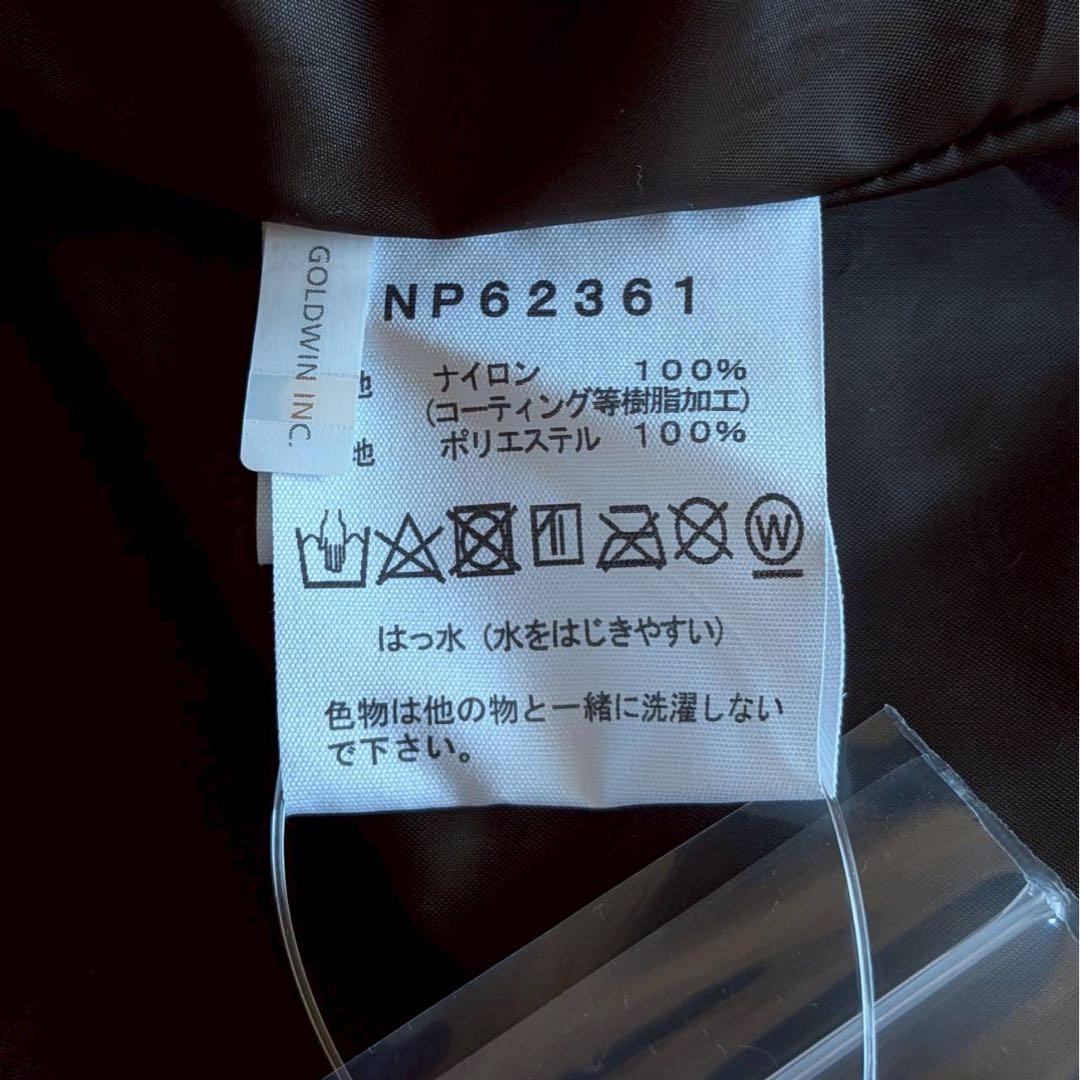 GOLDWIN INC.
NP62361
地 ナイロン 100%
(コーティング等樹脂加工)
地 ポリエステル 100%
W
はっ水(水をはじきやすい)
色物は他の物と一緒に洗濯しない
で下さい。